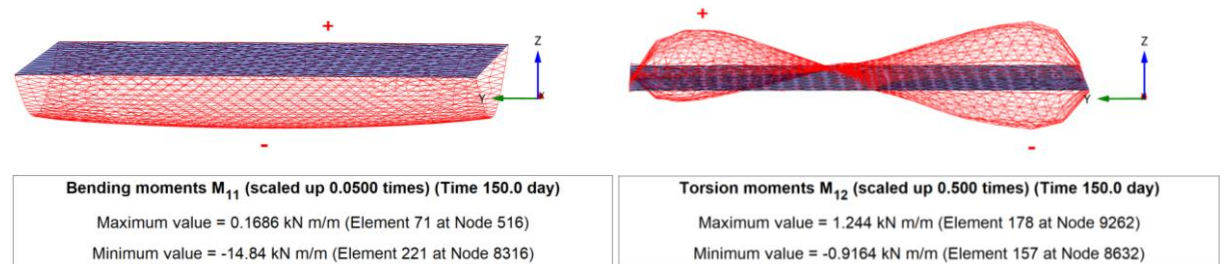 +
Z
Y
-
+
Z
Y
-
Bending moments M11 (scaled up 0.0500 times) (Time 150.0 day)
Maximum value = 0.1686 kN m/m (Element 71 at Node 516)
Minimum value = -14.84 kN m/m (Element 221 at Node 8316)
Torsion moments M12 (scaled up 0.500 times) (Time 150.0 day)
Maximum value = 1.244 kN m/m (Element 178 at Node 9262)
Minimum value = -0.9164 kN m/m (Element 157 at Node 8632)